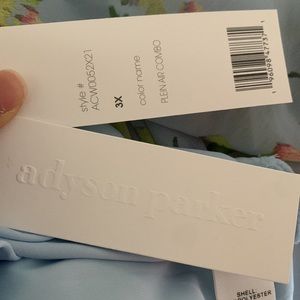 style #
ACW0052X21
3X
color name
PLEIN AIR COMBO
adyson parker
SHELL:
POLYESTER